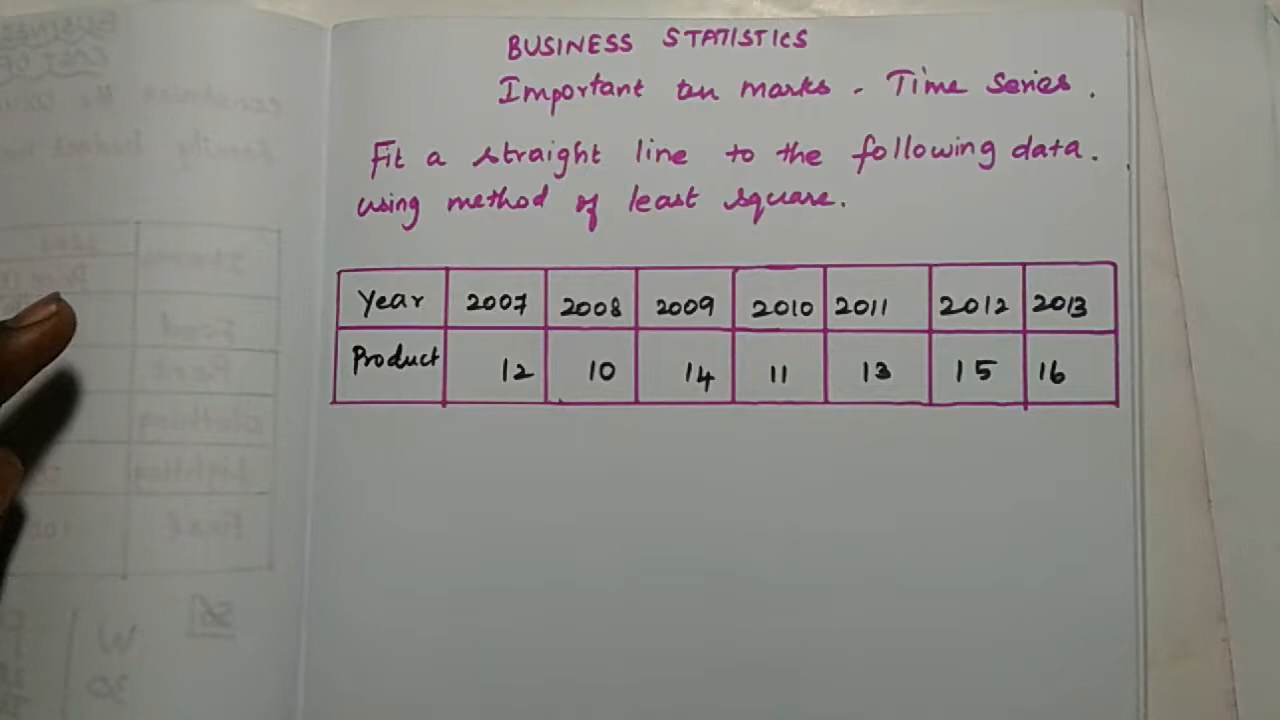 BUSINESS STATISTICS
Important ten marks - Time Series.
Fit a straight line to the following data.
using method of least square.
Year 2007 2008 2009 2010 2011 2012 2013
Product 12 10 14 11 13 15 16